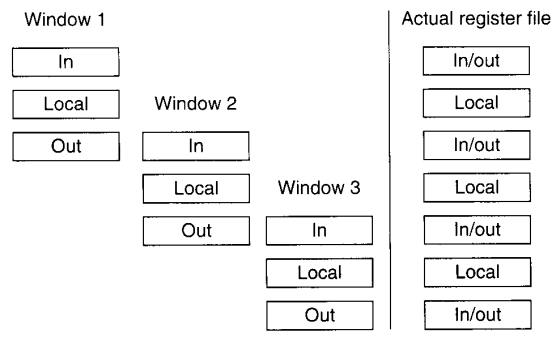 Window 1
Actual register file
In
In/out
Local
Window 2
Local
Out
In
In/out
Local
Window 3
Local
Out
In
In/out
Local
Local
Out
In/out